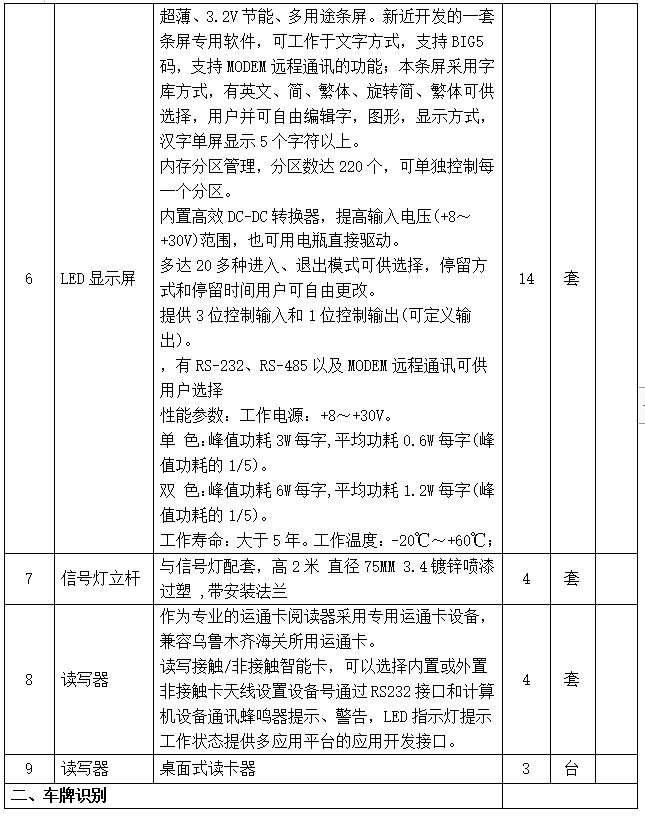 超薄、3.2V节能、多用途条屏。新近开发的一套
条屏专用软件，可工作于文字方式，支持BIG5
码，支持MODEM远程通讯的功能；本条屏采用字
库方式，有英文、简、繁体、旋转简、繁体可供
选择，用户并可自由编辑字，图形，显示方式，
汉字单屏显示5个字符以上。
内存分区管理，分区数达220个，可单独控制每
一个分区。
内置高效DC-DC转换器，提高输入电压(+8～
+30V)范围，也可用电瓶直接驱动。
6 LED显示屏 多达20多种进入、退出模式可供选择，停留方 14 套
式和停留时间用户可自由更改。
提供3位控制输入和1位控制输出(可定义输
出)。
，有RS-232、RS-485以及MODEM远程通讯可供
用户选择
性能参数：工作电源：+8～+30V。
单 色:峰值功耗3W每字,平均功耗0.6W每字(峰
值功耗的1/5)。
双 色:峰值功耗6W每字,平均功耗1.2W每字(峰
值功耗的1/5)。
工作寿命:大于5年。工作温度：-20℃～+60℃；
7 信号灯立杆 与信号灯配套，高2米 直径75MM 3.4镀锌喷漆 4 套
过塑 ,带安装法兰
作为专业的运通卡阅读器采用专用运通卡设备，
兼容乌鲁木齐海关所用运通卡。
读写接触/非接触智能卡，可以选择内置或外置
8 读写器 非接触卡天线设置设备号通过RS232接口和计算 4 套
机设备通讯蜂鸣器提示、警告，LED指示灯提示
工作状态提供多应用平台的应用开发接口。
9 读写器 桌面式读卡器 3 台
二、车牌识别